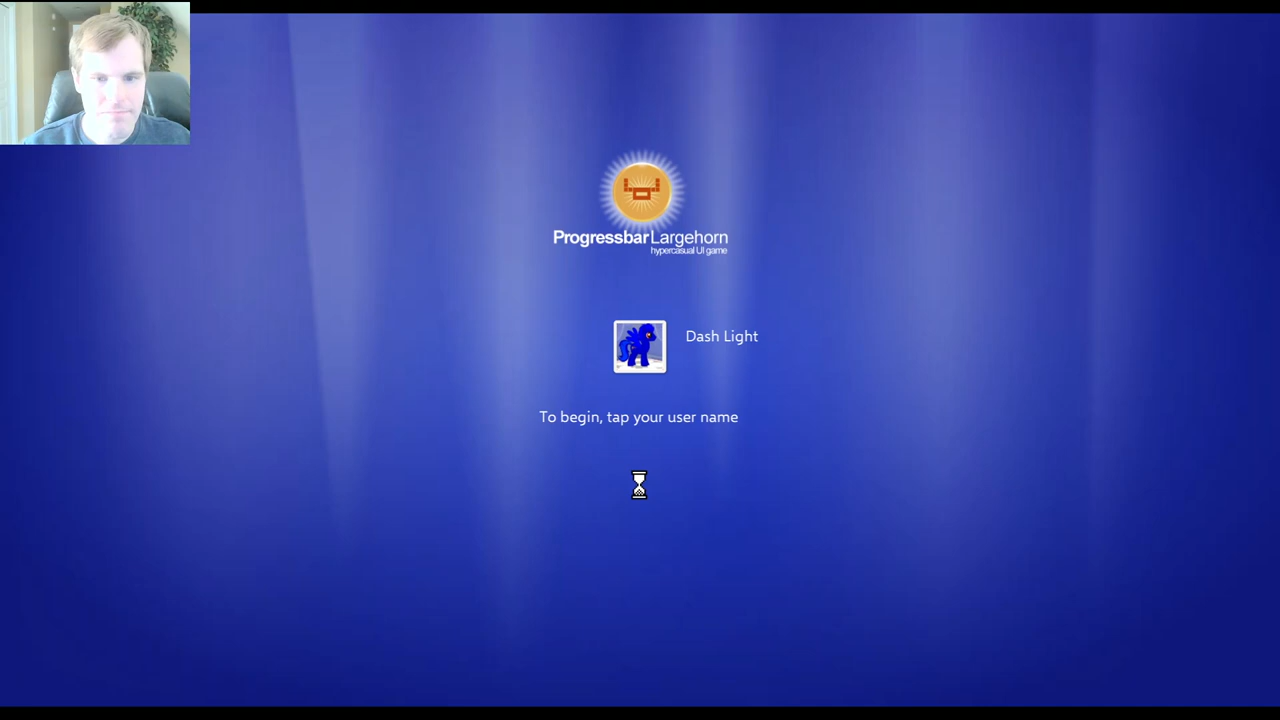 Progressbar Largehorn
hypercasual UI game
Dash Light
To begin, tap your user name